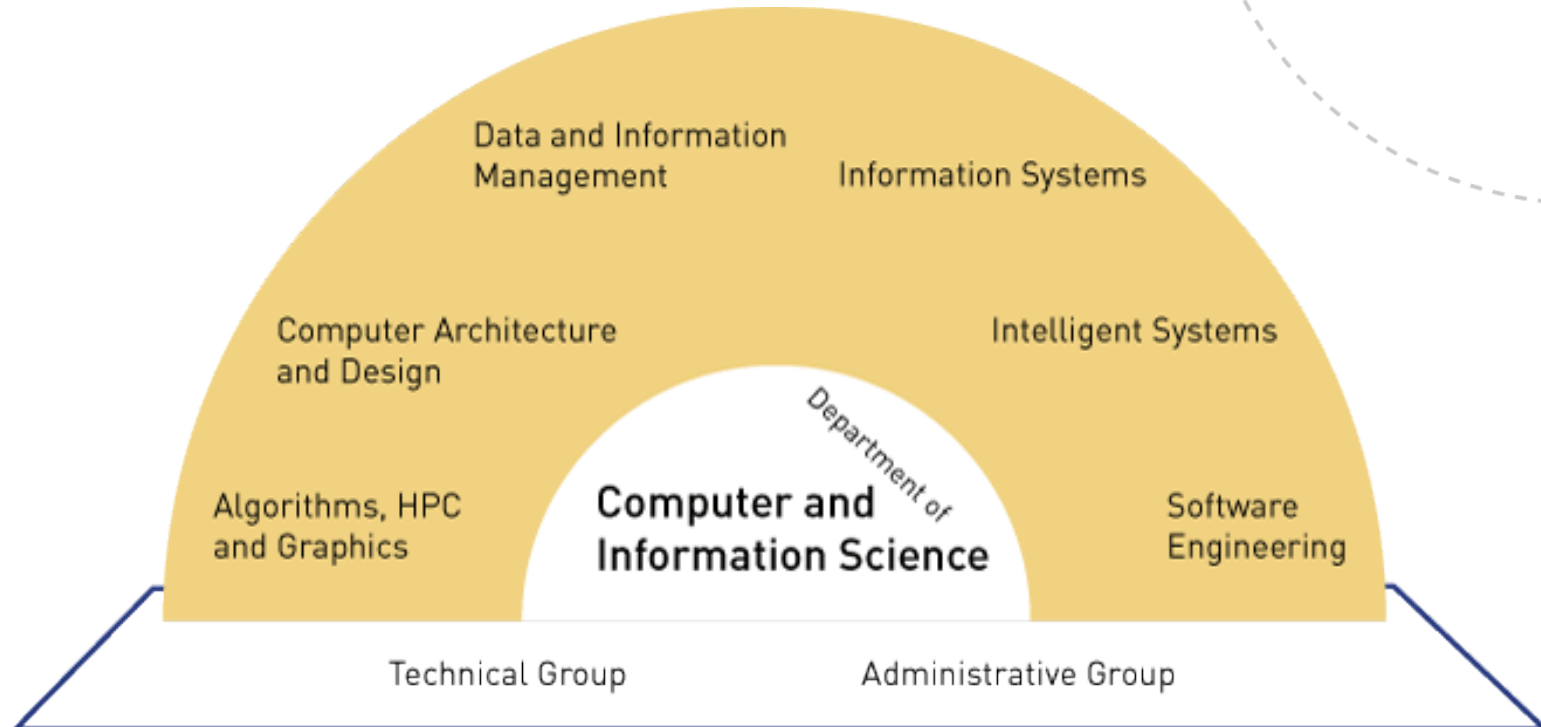 Data and Information
Management
Information Systems
Computer Architecture
and Design
Intelligent Systems
Algorithms, HPC
and Graphics
Department of
Computer and
Information Science
Software
Engineering
Technical Group
Administrative Group